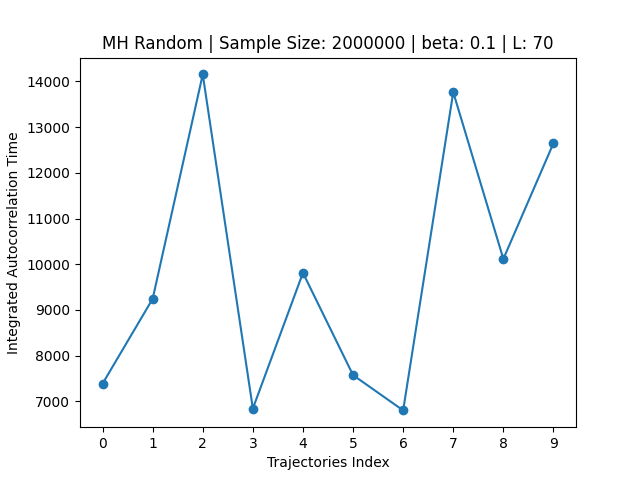 MH Random | Sample Size: 2000000 | beta: 0.1 | L: 70
Integrated Autocorrelation Time
14000
13000
12000
11000
10000
9000
8000
7000
0 1 2 3 4 5 6 7 8 9
Trajectories Index